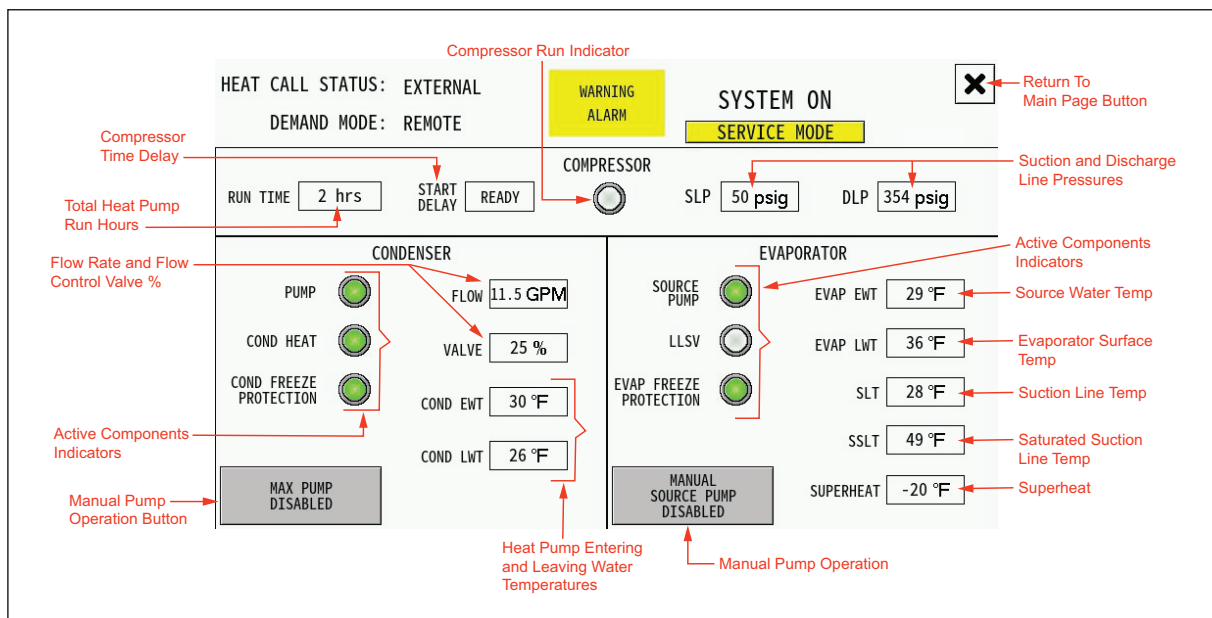 Compressor Run Indicator
HEAT CALL STATUS: EXTERNAL
DEMAND MODE: REMOTE
WARNING
ALARM
SYSTEM ON
SERVICE MODE
Return To
Main Page Button
Compressor
Time Delay
Total Heat Pump
Run Hours
RUN TIME 2 hrs
START
DELAY
READY
COMPRESSOR
SLP 50 psig
DLP 354 psig
Suction and Discharge
Line Pressures
Flow Rate and Flow
Control Valve %
CONDENSER
PUMP
COND HEAT
COND FREEZE
PROTECTION
FLOW 11.5 GPM
VALVE 25 %
COND EWT 30 °F
COND LWT 26 °F
Active Components
Indicators
MAX PUMP
DISABLED
Manual Pump
Operation Button
Heat Pump Entering
and Leaving Water
Temperatures
EVAPORATOR
SOURCE
PUMP
LLSV
EVAP FREEZE
PROTECTION
EVAP EWT 29 °F
EVAP LWT 36 °F
SLT 28 °F
SSLT 49 °F
SUPERHEAT -20 °F
MANUAL
SOURCE PUMP
DISABLED
Manual Pump Operation
Active Components
Indicators
Source Water Temp
Evaporator Surface
Temp
Suction Line Temp
Saturated Suction
Line Temp
Superheat